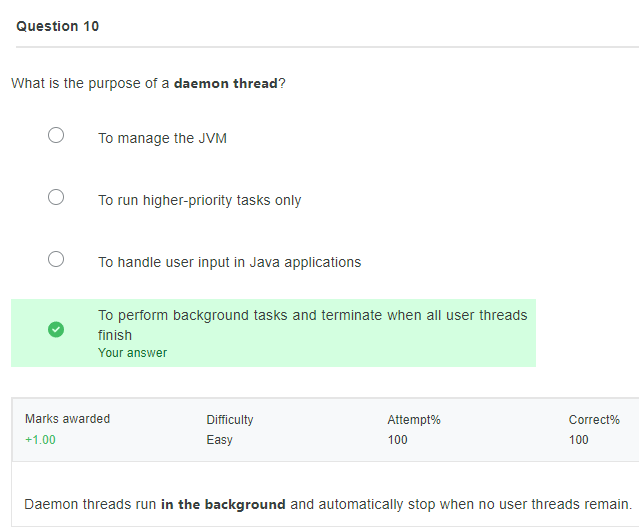 Question 10
What is the purpose of a daemon thread?
To manage the JVM
To run higher-priority tasks only
To handle user input in Java applications
To perform background tasks and terminate when all user threads
finish
Your answer
Marks awarded Difficulty Attempt% Correct%
+1.00 Easy 100 100
Daemon threads run in the background and automatically stop when no user threads remain.